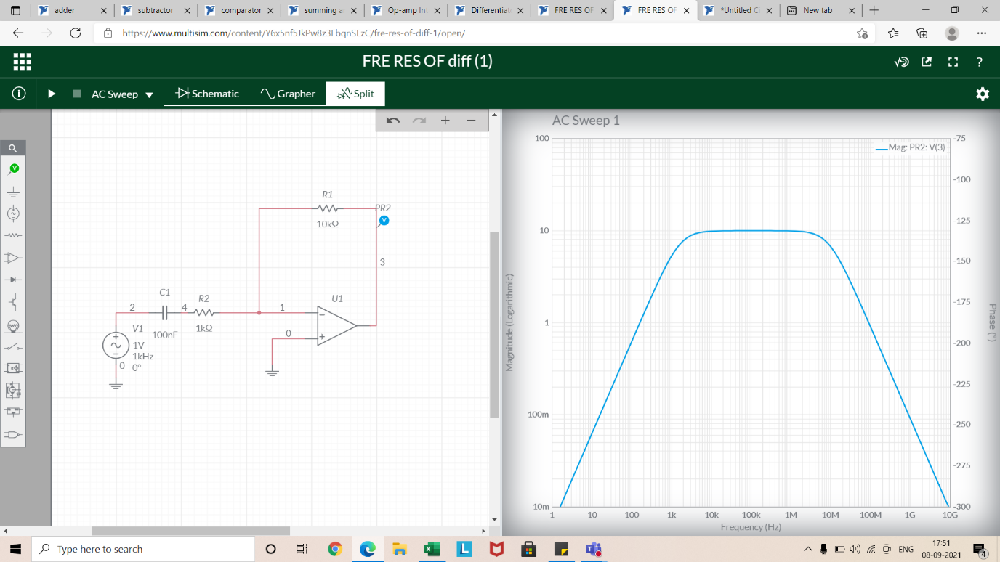 adder
subtractor
comparator
summing a
Op-amp Int
Differentiat
FRE RES OF
FRE RES OF
*Untitled Ci
New tab
https://www.multisim.com/content/Y6x5nf5JkPw8z3FbqnSEzC/fre-res-of-diff-1/open/
FRE RES OF diff (1)
?
AC Sweep
Schematic
Grapher
Split
AC Sweep 1
Mag: PR2: V(3)
R1
10kΩ
PR2
V
3
C1
100nF
2
4
R2
1kΩ
1
U1
0
V1
1V
1kHz
0°
0
Magnitude (Logarithmic)
100
10
1
100m
10m
Phase (°)
-75
-100
-125
-150
-175
-200
-225
-250
-275
-300
1
10
100
1k
10k
100k
1M
10M
100M
1G
10G
Frequency (Hz)
Type here to search
ENG
17:51
08-09-2021
4